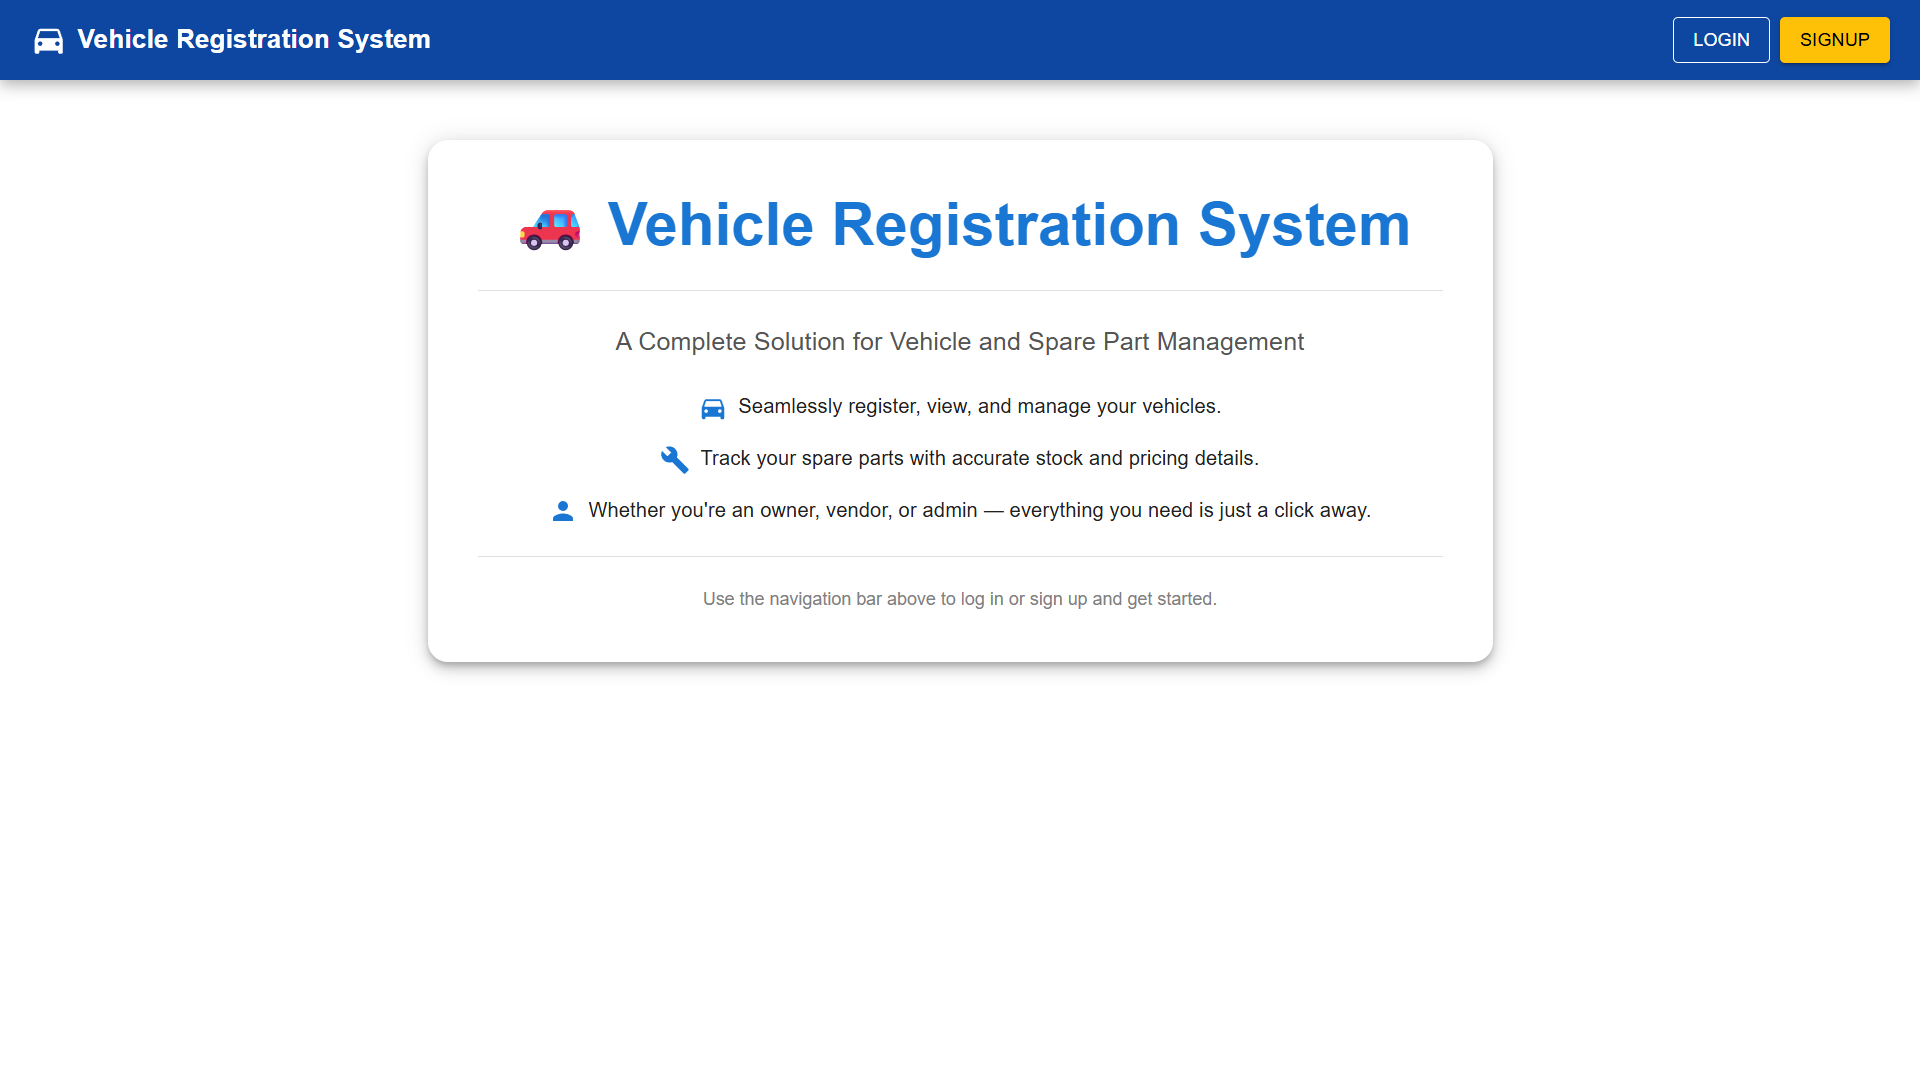 Vehicle Registration System
LOGIN
SIGNUP
Vehicle Registration System
A Complete Solution for Vehicle and Spare Part Management
Seamlessly register, view, and manage your vehicles.
Track your spare parts with accurate stock and pricing details.
Whether you're an owner, vendor, or admin — everything you need is just a click away.
Use the navigation bar above to log in or sign up and get started.